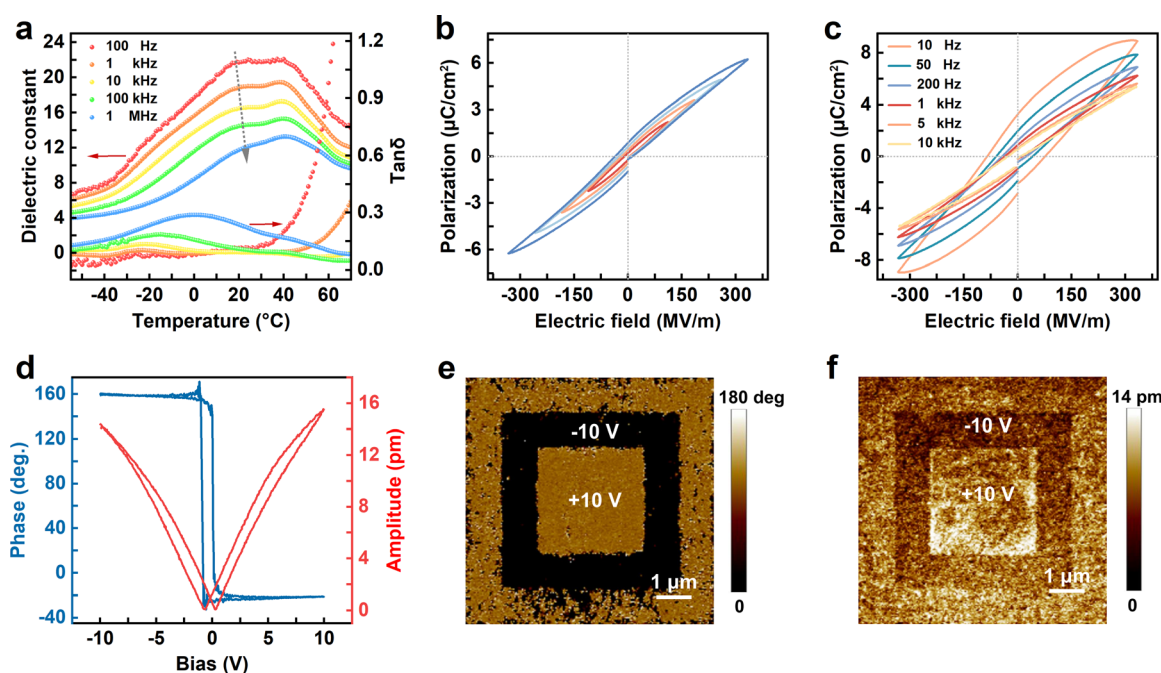 a
24
20
16
12
8
4
0
Dielectric constant
100 Hz
1 kHz
10 kHz
100 kHz
1 MHz
1.2
0.9
0.6
0.3
0.0
Tanδ
-40 -20 0 20 40 60
Temperature (°C)
b
6
3
0
-3
-6
Polarization (μC/cm²)
-300 -150 0 150 300
Electric field (MV/m)
c
8
4
0
-4
-8
Polarization (μC/cm²)
10 Hz
50 Hz
200 Hz
1 kHz
5 kHz
10 kHz
-300 -150 0 150 300
Electric field (MV/m)
d
160
120
80
40
0
-40
Phase (deg.)
16
12
8
4
0
Amplitude (pm)
-10 -5 0 5 10
Bias (V)
e
180 deg
-10 V
+10 V
1 μm
0
f
14 pm
-10 V
+10 V
1 μm
0